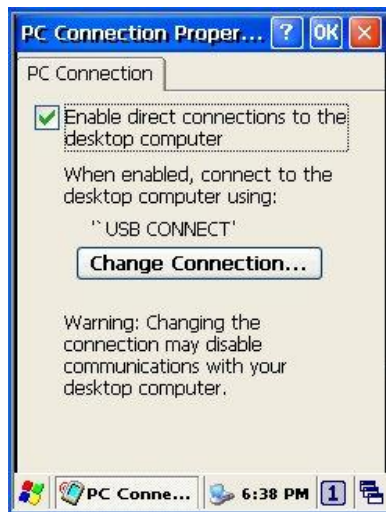 PC Connection Proper... ? OK
PC Connection
Enable direct connections to the
desktop computer
When enabled, connect to the
desktop computer using:
'`USB CONNECT'
Change Connection...
Warning: Changing the
connection may disable
communications with your
desktop computer.
PC Conne... 6:38 PM 1